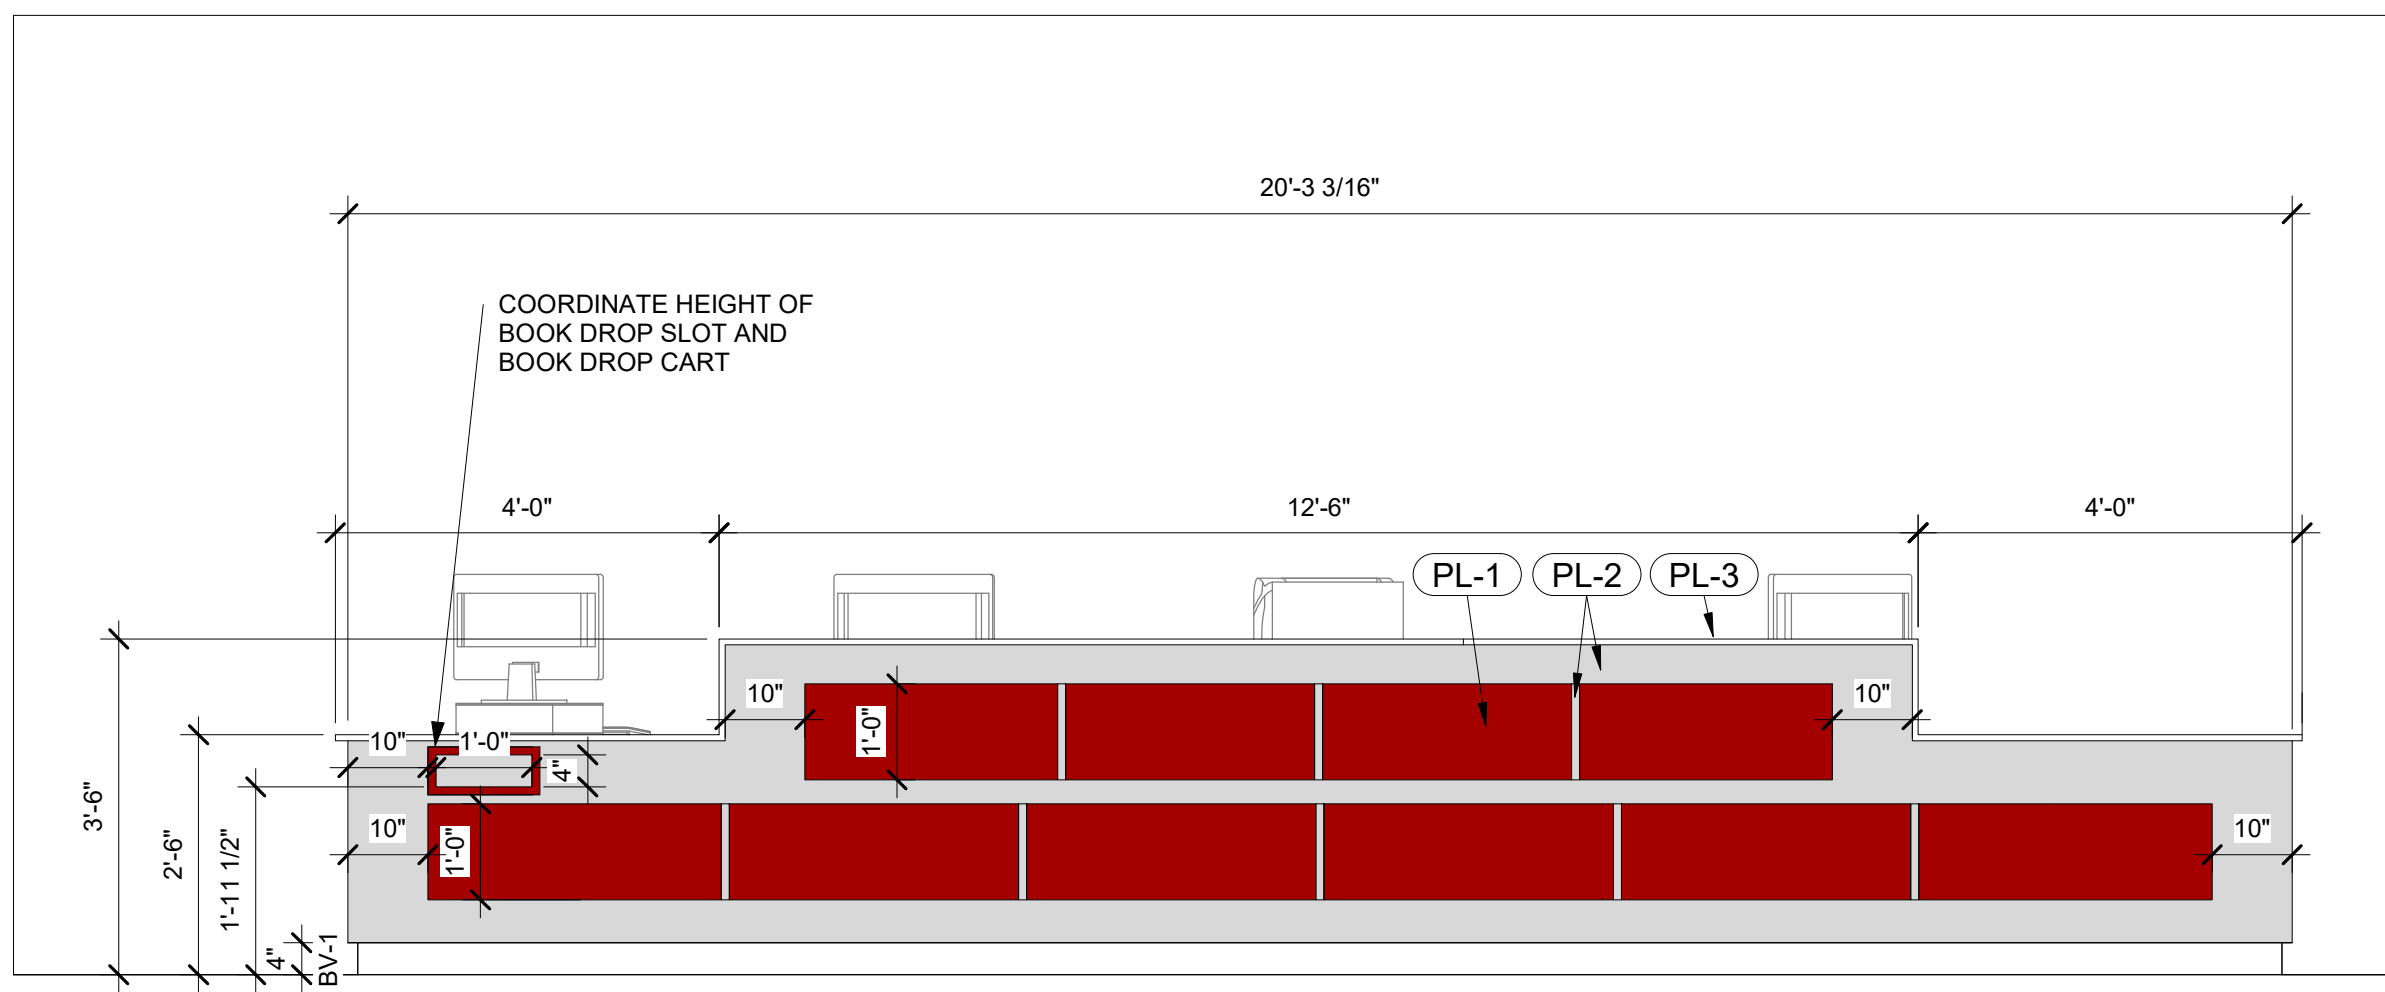 20'-3 3/16"
COORDINATE HEIGHT OF
BOOK DROP SLOT AND
BOOK DROP CART
4'-0"
12'-6"
4'-0"
PL-1
PL-2
PL-3
10"
1'-0"
10"
10"
1'-0"
4"
10"
1'-0"
10"
3'-6"
2'-6"
1'-11 1/2"
4"
BV-1